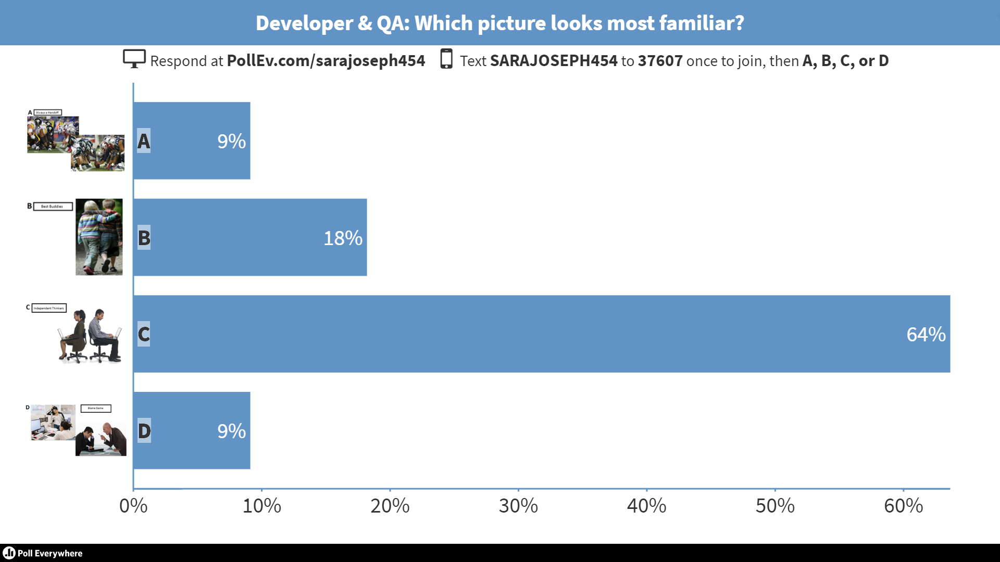 Developer & QA: Which picture looks most familiar?
Respond at PollEv.com/sarajoseph454 Text SARAJOSEPH454 to 37607 once to join, then A, B, C, or D
A Always a Handoff
A 9%
B Best Buddies
B 18%
C Independent Thinkers
C 64%
D Blame Game
D 9%
0% 10% 20% 30% 40% 50% 60%
Poll Everywhere